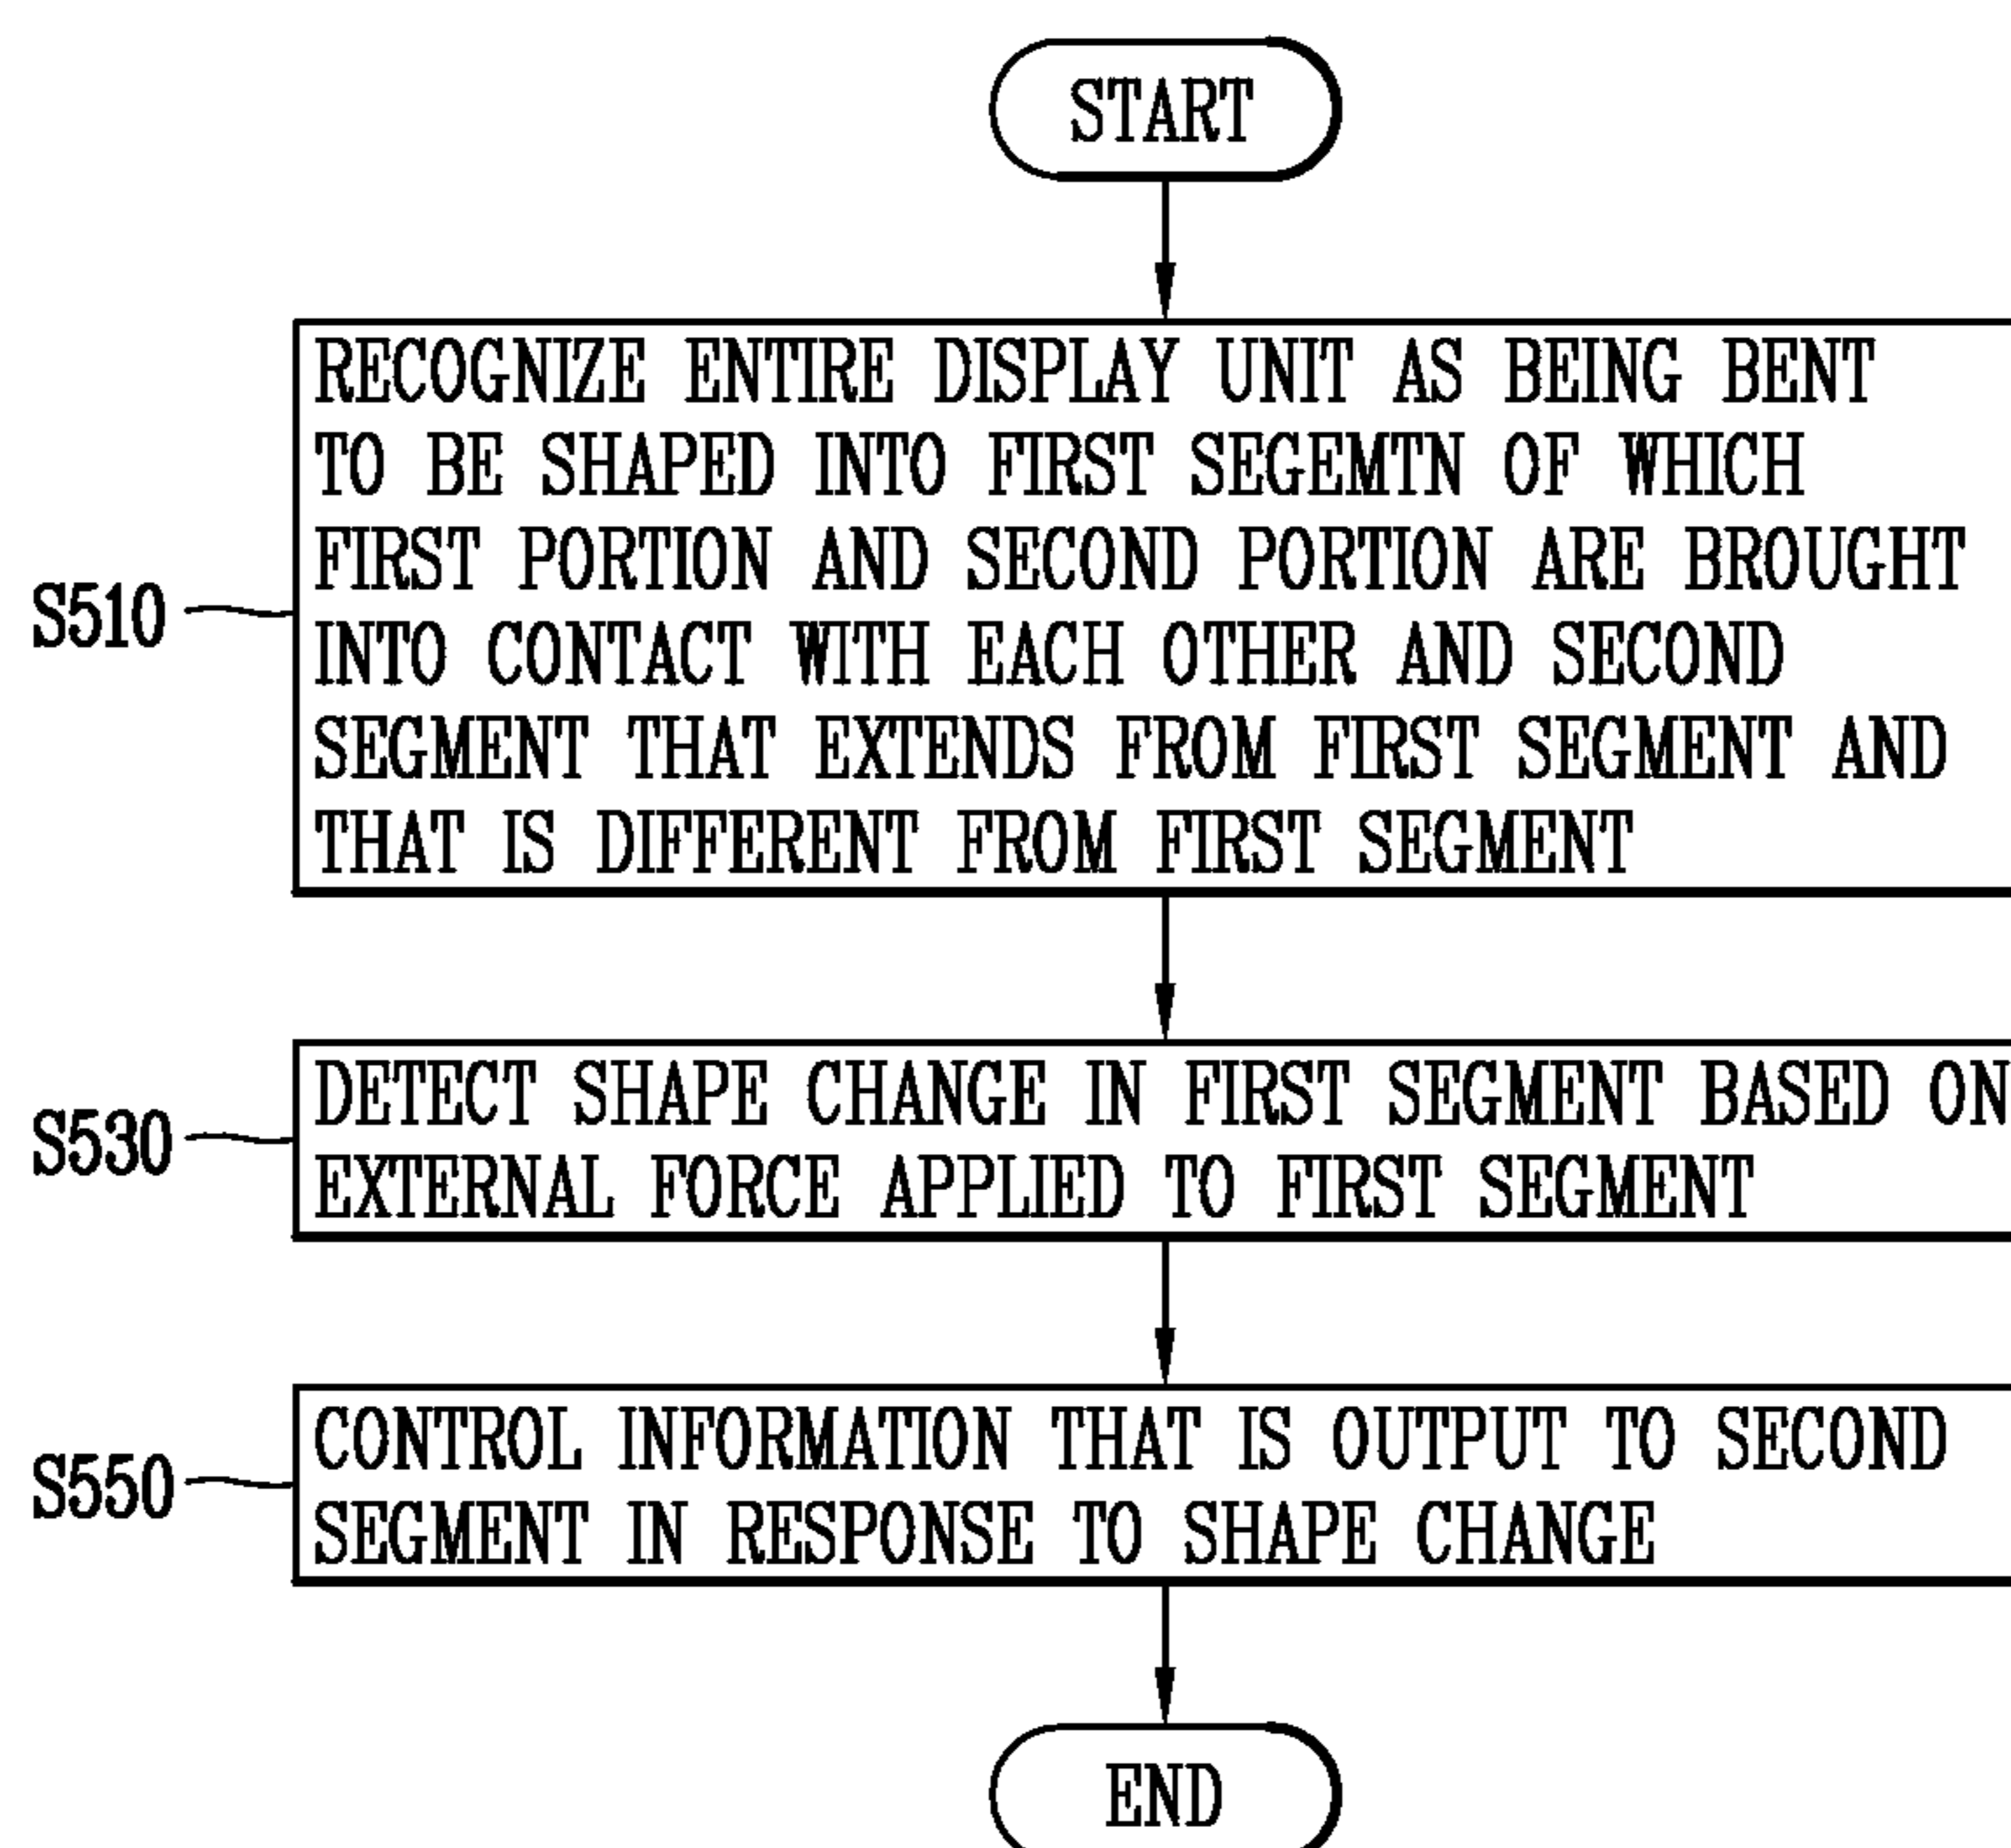 START
RECOGNIZE ENTIRE DISPLAY UNIT AS BEING BENT
TO BE SHAPED INTO FIRST SEGEMTN OF WHICH
FIRST PORTION AND SECOND PORTION ARE BROUGHT
S510
INTO CONTACT WITH EACH OTHER AND SECOND
SEGMENT THAT EXTENDS FROM FIRST SEGMENT AND
THAT IS DIFFERENT FROM FIRST SEGMENT
S530
DETECT SHAPE CHANGE IN FIRST SEGMENT BASED ON
EXTERNAL FORCE APPLIED TO FIRST SEGMENT
S550
CONTROL INFORMATION THAT IS OUTPUT TO SECOND
SEGMENT IN RESPONSE TO SHAPE CHANGE
END